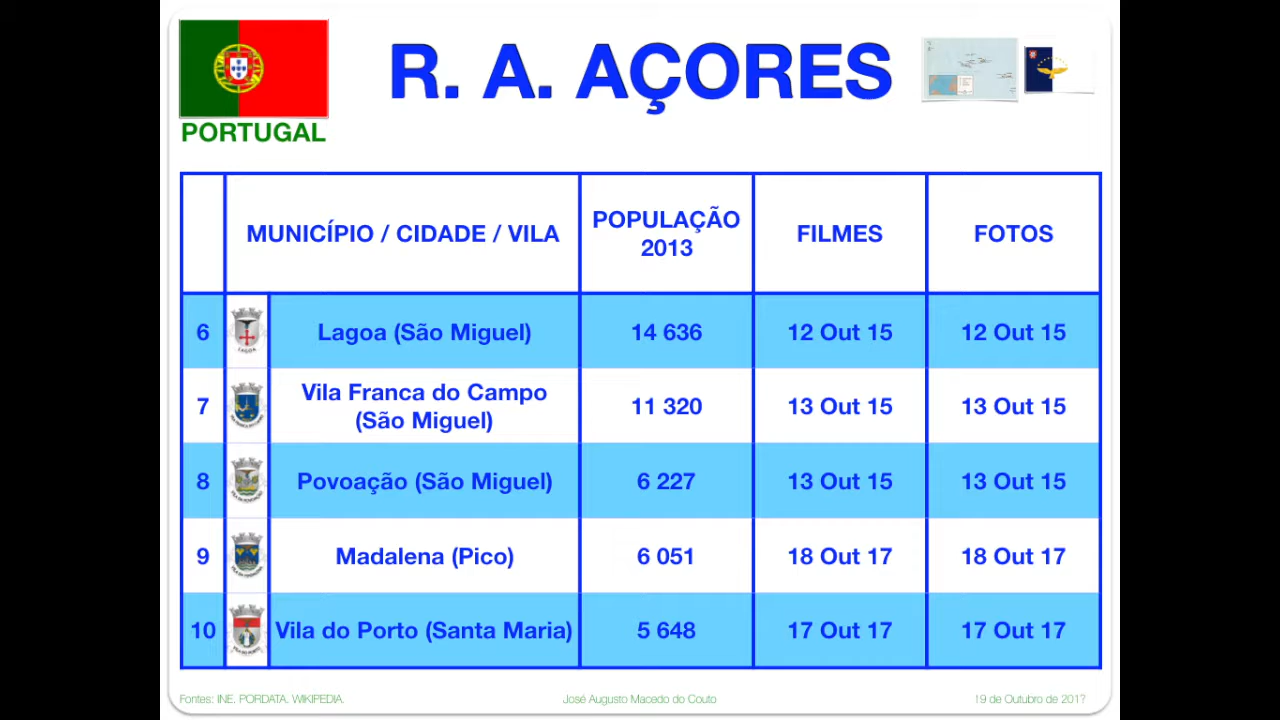 R. A. AÇORES
PORTUGAL
MUNICÍPIO / CIDADE / VILA
POPULAÇÃO
2013
FILMES
FOTOS
6
LAGOA
Lagoa (São Miguel)
14 636
12 Out 15
12 Out 15
7
Vila Franca do Campo
(São Miguel)
11 320
13 Out 15
13 Out 15
8
Povoação (São Miguel)
6 227
13 Out 15
13 Out 15
9
Madalena (Pico)
6 051
18 Out 17
18 Out 17
10
Vila do Porto (Santa Maria)
5 648
17 Out 17
17 Out 17
Fontes: INE. PORDATA. WIKIPEDIA.
José Augusto Macedo do Couto
19 de Outubro de 2017